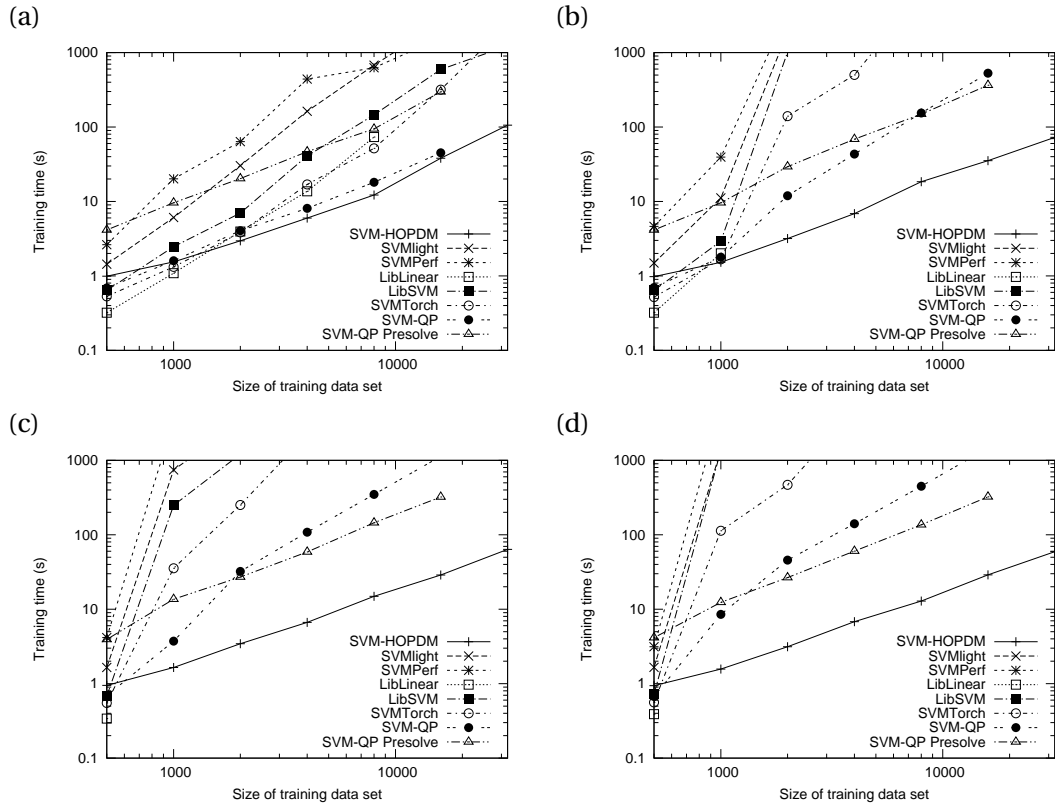 (a)
1000
100
10
1
0.1
Training time (s)
1000
10000
Size of training data set
SVM-HOPDM
SVMlight
SVMPerf
LibLinear
LibSVM
SVMTorch
SVM-QP
SVM-QP Presolve
(b)
1000
100
10
1
0.1
Training time (s)
1000
10000
Size of training data set
SVM-HOPDM
SVMlight
SVMPerf
LibLinear
LibSVM
SVMTorch
SVM-QP
SVM-QP Presolve
(c)
1000
100
10
1
0.1
Training time (s)
1000
10000
Size of training data set
SVM-HOPDM
SVMlight
SVMPerf
LibLinear
LibSVM
SVMTorch
SVM-QP
SVM-QP Presolve
(d)
1000
100
10
1
0.1
Training time (s)
1000
10000
Size of training data set
SVM-HOPDM
SVMlight
SVMPerf
LibLinear
LibSVM
SVMTorch
SVM-QP
SVM-QP Presolve